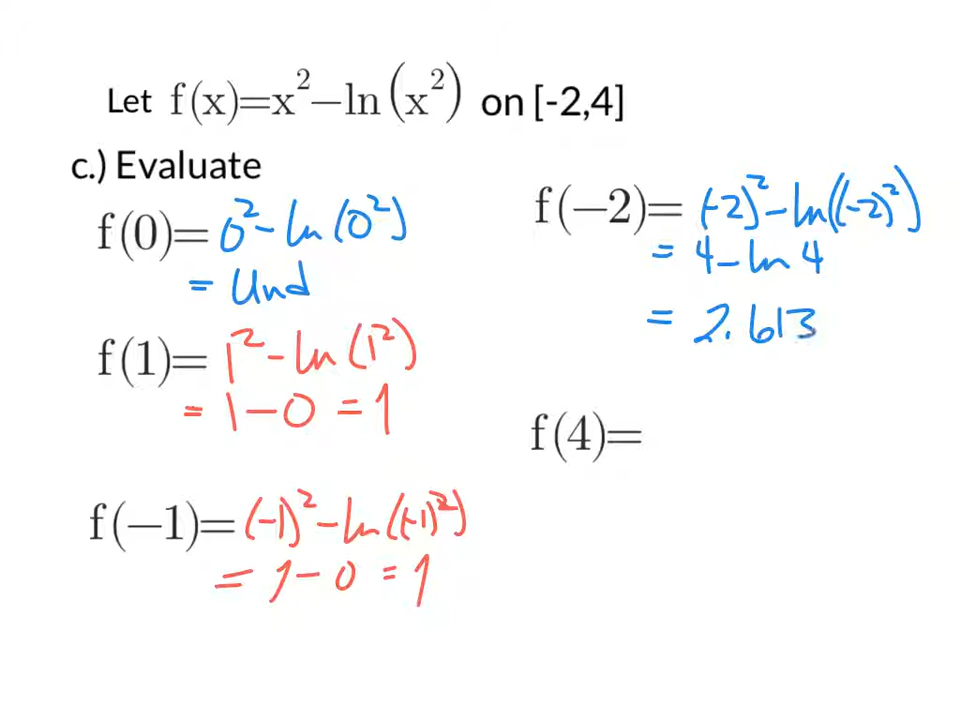 Let f(x)=x²−ln(x²) on [-2,4]
c.) Evaluate
f(0)= 0²-ln(0²)
= Und
f(1)= 1²-ln(1²)
= 1-0 = 1
f(−1)= (-1)²-ln((-1)²)
= 1-0 = 1
f(−2)= (-2)²-ln((-2)²)
= 4-ln 4
= 2.613
f(4)=